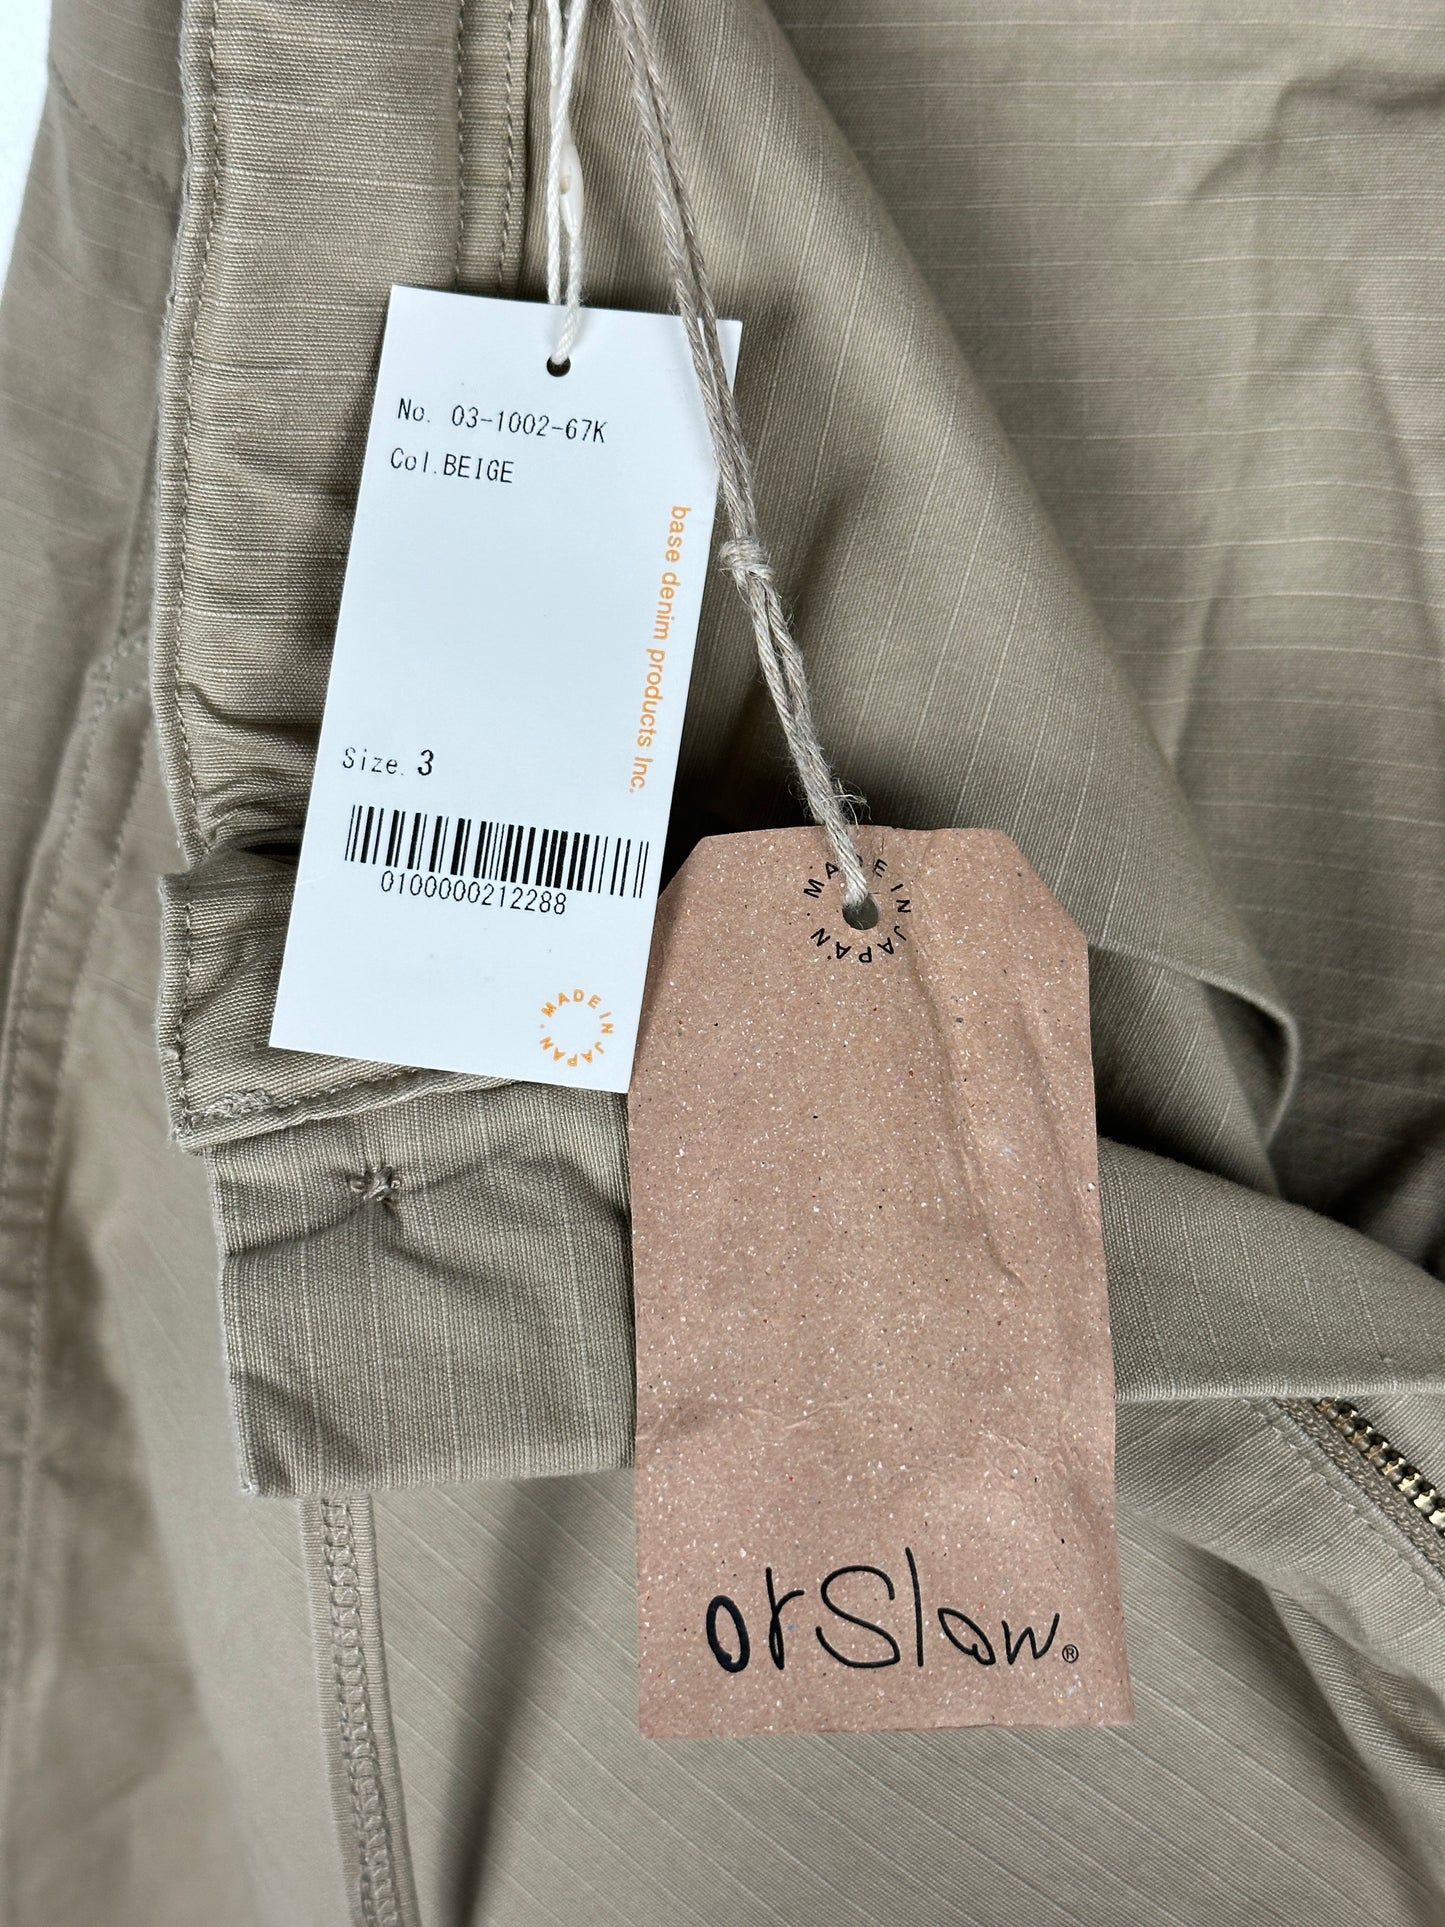 No. 03-1002-67K
Col.BEIGE
base denim products Inc.
Size. 3
0100000212288
MADE IN JAPAN
MADE IN JAPAN
orSlow®